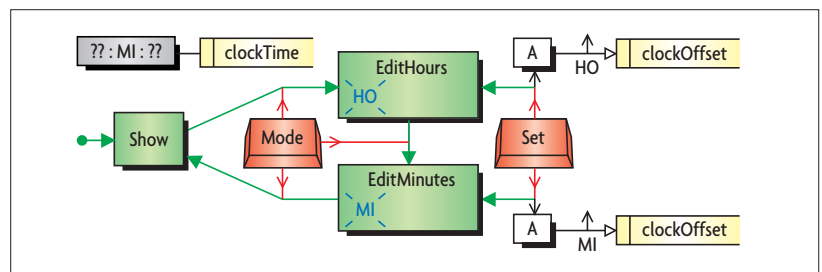 ?? : MI : ??
clockTime
EditHours
HO
A
HO
clockOffset
Show
Mode
Set
EditMinutes
MI
A
MI
clockOffset